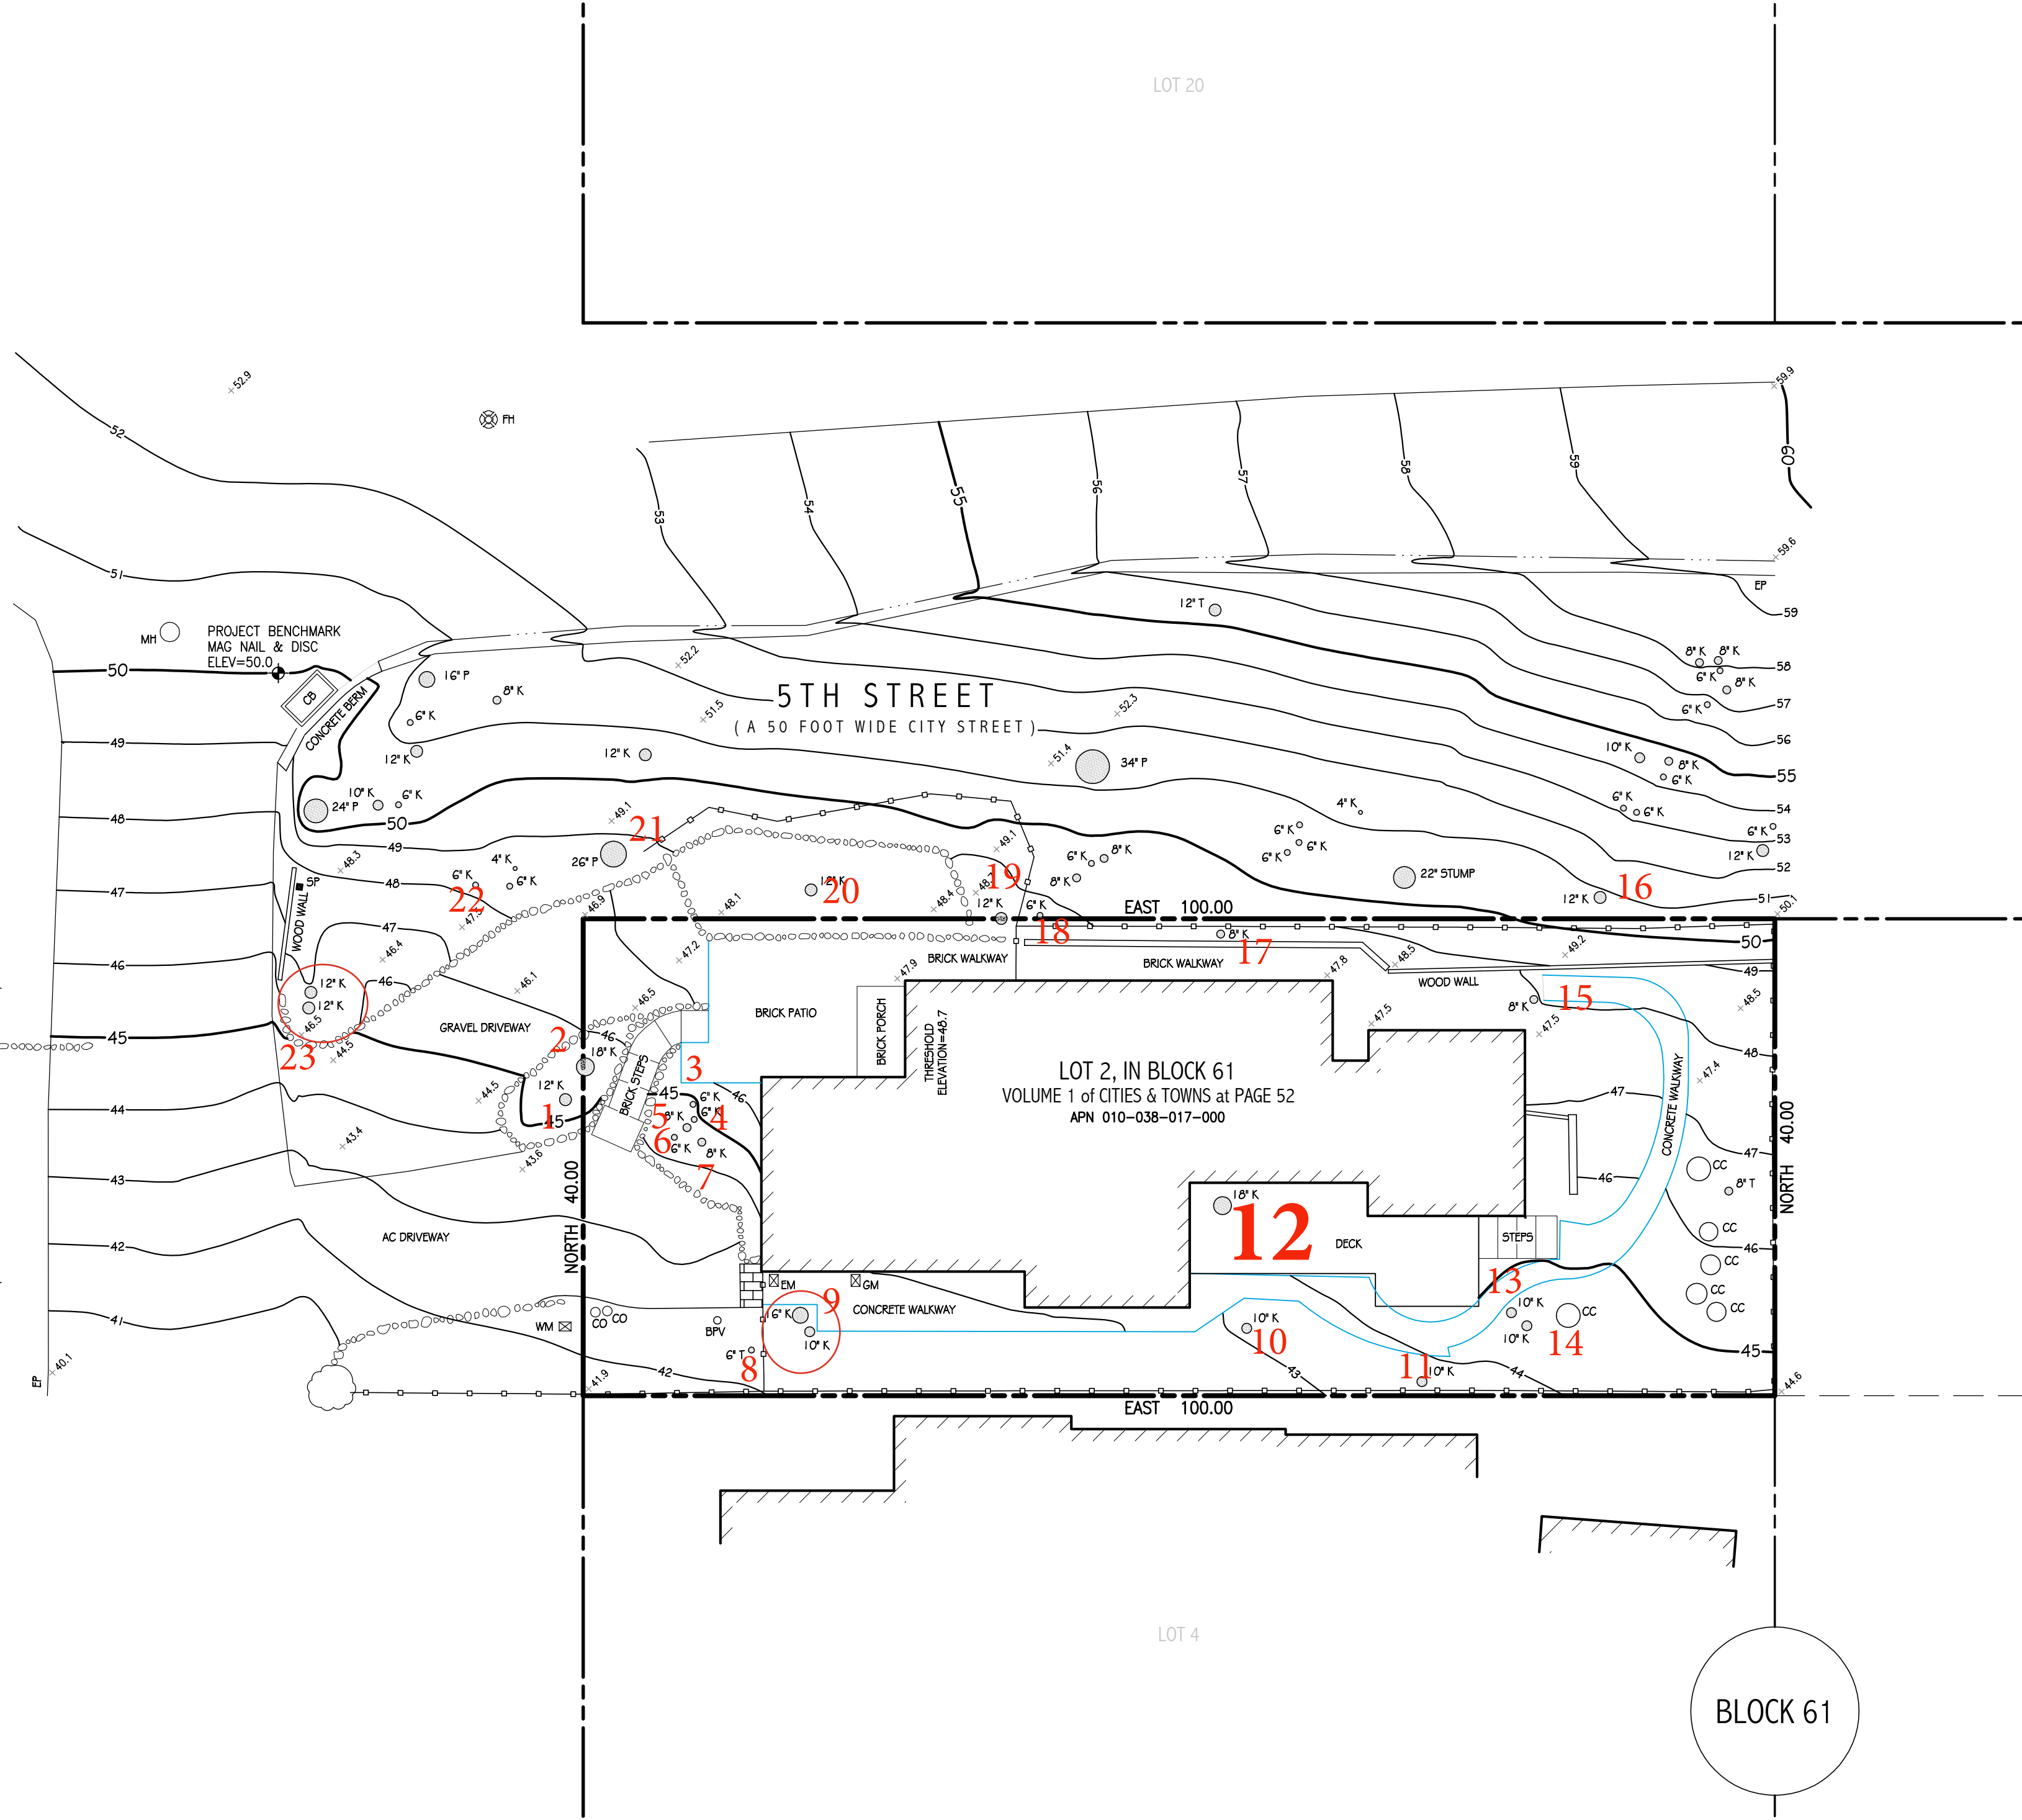 LOT 20
52.9
FH
59.9
52
53
54
55
56
57
58
59
60
51
59.6
EP
59
12" T
MH
PROJECT BENCHMARK
MAG NAIL & DISC
ELEV=50.0
50
CB
CONCRETE BERM
16" P
8" K
6" K
52.2
51.5
5TH STREET
( A 50 FOOT WIDE CITY STREET )
52.3
8" K
8" K
6" K
8" K
6" K
58
57
56
55
49
12" K
12" K
51.4
34" P
10" K
8" K
6" K
24" P
10" K
6" K
50
48
49
49.1
21
26" P
49.1
4" K
6" K
6" K
54
53
6" K
12" K
52
48.3
SP
WOOD WALL
48
6" K
4" K
6" K
22
47.3
47
46.9
48.1
12" K
20
48.4
48.7
19
12" K
6" K
18
6" K
8" K
8" K
6" K
6" K
6" K
22" STUMP
12" K
16
51
50.1
EAST 100.00
47
46.4
46
46
46.1
47.2
BRICK WALKWAY
47.9
8" K
17
BRICK WALKWAY
47.8
48.5
49.2
50
49
WOOD WALL
8" K
15
48.5
12" K
12" K
46.5
23
44.5
45
GRAVEL DRIVEWAY
46.5
46
2
18" K
BRICK PATIO
BRICK PORCH
THRESHOLD
ELEVATION=48.7
47.5
47.5
48
47.4
CONCRETE WALKWAY
LOT 2, IN BLOCK 61
VOLUME 1 of CITIES & TOWNS at PAGE 52
APN 010-038-017-000
44
44.5
12" K
1
45
BRICK STEPS
3
45
6" K
46
5
8" K
6" K
4
6
6" K
8" K
7
47
47
NORTH 40.00
43.4
43.6
43
NORTH 40.00
46
CC
8" T
18" K
12
DECK
STEPS
CC
46
42
AC DRIVEWAY
EM
GM
CONCRETE WALKWAY
13
CC
CC
CC
41
WM
CO
CO
BPV
16" K
9
10" K
10" K
10
10" K
10" K
CC
14
6" T
8
42
43
11
10" K
44
45
40.1
EP
41.9
44.6
EAST 100.00
LOT 4
BLOCK 61